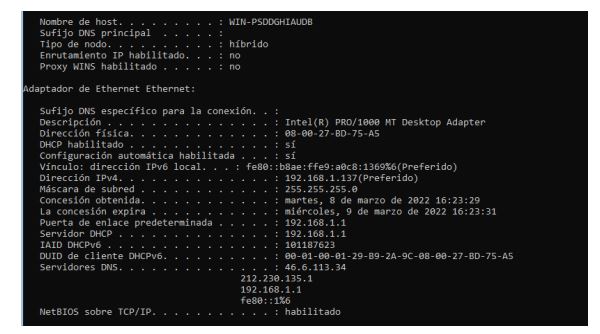 Nombre de host. . . . . . . . . : WIN-PSDDGHIAUDB
Sufijo DNS principal . . . . . :
Tipo de nodo. . . . . . . . . . : híbrido
Enrutamiento IP habilitado. . . : no
Proxy WINS habilitado . . . . . : no
Adaptador de Ethernet Ethernet:
Sufijo DNS específico para la conexión. . :
Descripción . . . . . . . . . . . . . . . : Intel(R) PRO/1000 MT Desktop Adapter
Dirección física. . . . . . . . . . . . . : 08-00-27-BD-75-A5
DHCP habilitado . . . . . . . . . . . . . : sí
Configuración automática habilitada . . . : sí
Vínculo: dirección IPv6 local. . . : fe80::b8ae:ffe9:a0c8:1369%6(Preferido)
Dirección IPv4. . . . . . . . . . . . . . : 192.168.1.137(Preferido)
Máscara de subred . . . . . . . . . . . . : 255.255.255.0
Concesión obtenida. . . . . . . . . . . . : martes, 8 de marzo de 2022 16:23:29
La concesión expira . . . . . . . . . . . : miércoles, 9 de marzo de 2022 16:23:31
Puerta de enlace predeterminada . . . . . : 192.168.1.1
Servidor DHCP . . . . . . . . . . . . . . : 192.168.1.1
IAID DHCPv6 . . . . . . . . . . . . . . . : 101187623
DUID de cliente DHCPv6. . . . . . . . . . : 00-01-00-01-29-B9-2A-9C-08-00-27-BD-75-A5
Servidores DNS. . . . . . . . . . . . . . : 46.6.113.34
212.230.135.1
192.168.1.1
fe80::1%6
NetBIOS sobre TCP/IP. . . . . . . . . . . : habilitado